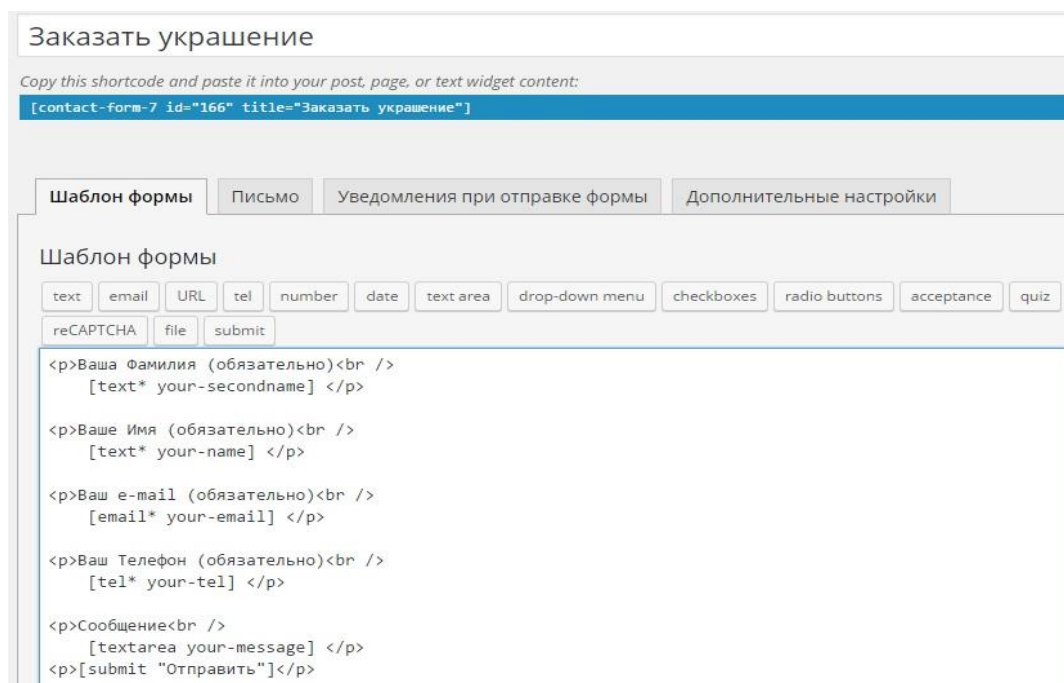 Заказать украшение
Copy this shortcode and paste it into your post, page, or text widget content:
[contact-form-7 id="166" title="Заказать украшение"]
Шаблон формы Письмо Уведомления при отправке формы Дополнительные настройки
Шаблон формы
text email URL tel number date text area drop-down menu checkboxes radio buttons acceptance quiz
reCAPTCHA file submit
<p>Ваша Фамилия (обязательно)<br />
[text* your-secondname] </p>
<p>Ваше Имя (обязательно)<br />
[text* your-name] </p>
<p>Ваш e-mail (обязательно)<br />
[email* your-email] </p>
<p>Ваш Телефон (обязательно)<br />
[tel* your-tel] </p>
<p>Сообщение<br />
[textarea your-message] </p>
<p>[submit "Отправить"]</p>